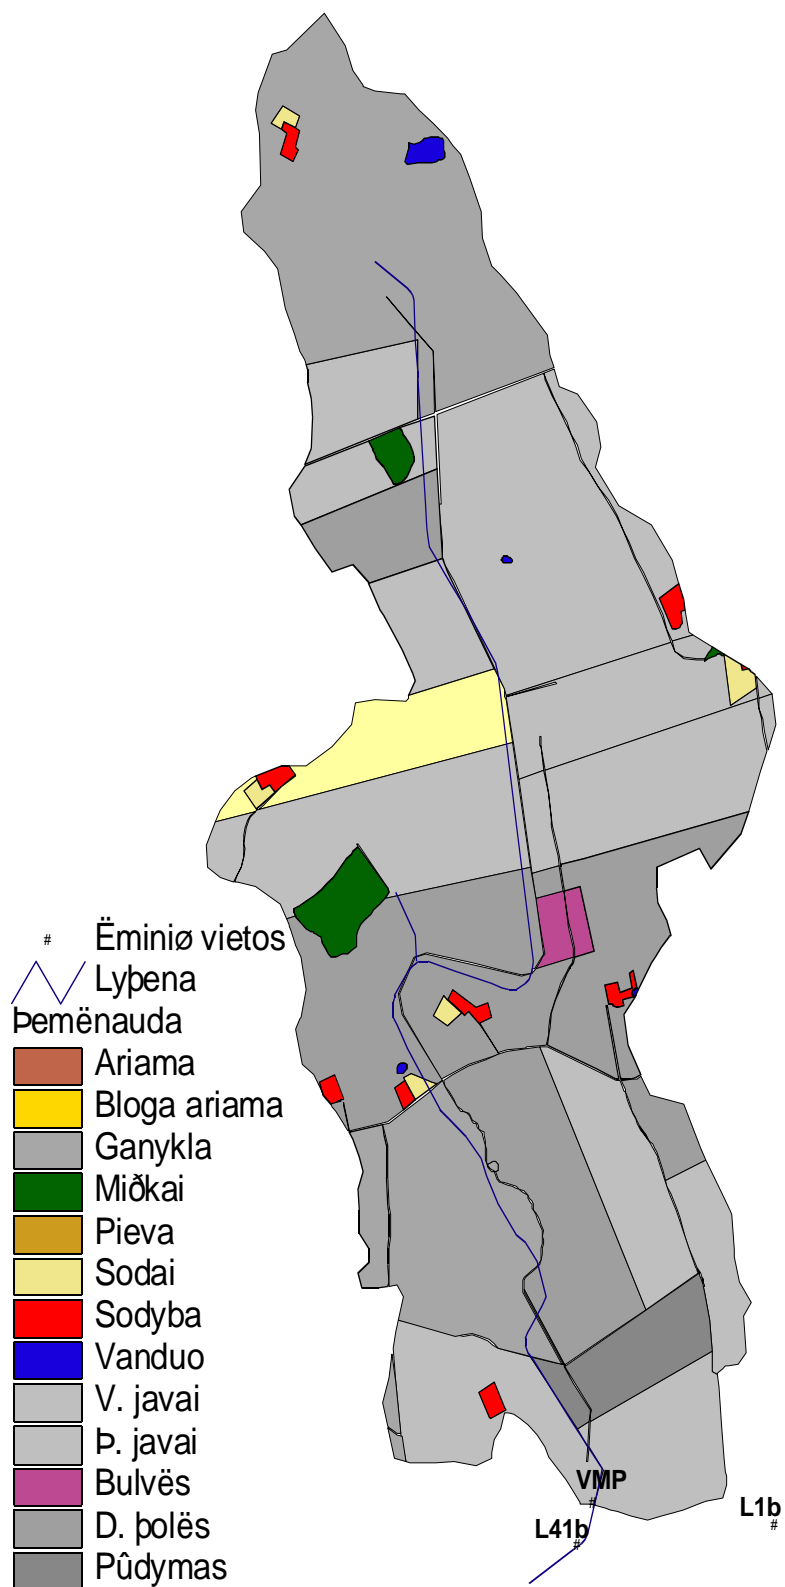 # Ëminiø vietos
Lyþena
Þemënauda
Ariama
Bloga ariama
Ganykla
Miðkai
Pieva
Sodai
Sodyba
Vanduo
V. javai
Þ. javai
Bulvës
D. þolës
Pûdymas
VMP
#
L41b
#
L1b
#